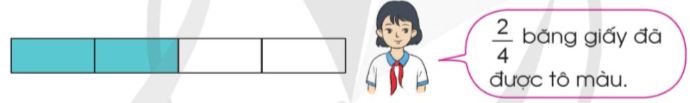 2/4 băng giấy đã
được tô màu.